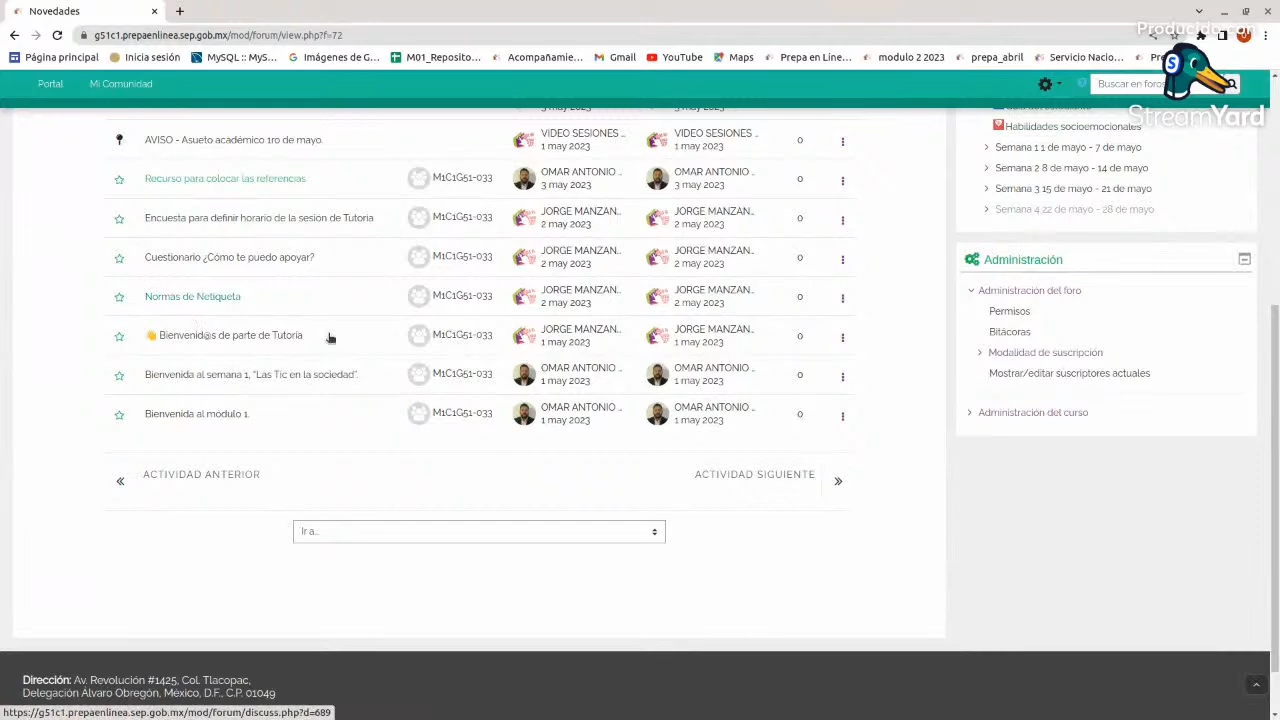 Novedades
g51c1.prepaenlinea.sep.gob.mx/mod/forum/view.php?f=72
Producido con
Página principal
Inicia sesión
MySQL :: MyS...
Imágenes de G...
M01_Reposito...
Acompañamie...
Gmail
YouTube
Maps
Prepa en Líne...
modulo 2 2023
prepa_abril
Servicio Nacio...
StreamYard
Portal
Mi Comunidad
Buscar en foros
AVISO - Asueto académico 1ro de mayo.
VIDEO SESIONES ...
1 may 2023
VIDEO SESIONES ...
1 may 2023
0
Recurso para colocar las referencias
M1C1G51-033
OMAR ANTONIO ...
3 may 2023
OMAR ANTONIO ...
3 may 2023
0
Encuesta para definir horario de la sesión de Tutoría
M1C1G51-033
JORGE MANZAN...
2 may 2023
JORGE MANZAN...
2 may 2023
0
Cuestionario ¿Cómo te puedo apoyar?
M1C1G51-033
JORGE MANZAN...
2 may 2023
JORGE MANZAN...
2 may 2023
0
Normas de Netiqueta
M1C1G51-033
JORGE MANZAN...
2 may 2023
JORGE MANZAN...
2 may 2023
0
👋 Bienvenid@s de parte de Tutoría
M1C1G51-033
JORGE MANZAN...
1 may 2023
JORGE MANZAN...
1 may 2023
0
Bienvenida al semana 1, "Las Tic en la sociedad".
M1C1G51-033
OMAR ANTONIO ...
1 may 2023
OMAR ANTONIO ...
1 may 2023
0
Bienvenida al módulo 1.
M1C1G51-033
OMAR ANTONIO ...
1 may 2023
OMAR ANTONIO ...
1 may 2023
0
ACTIVIDAD ANTERIOR
ACTIVIDAD SIGUIENTE
Ir a...
Habilidades socioemocionales
Semana 1 1 de mayo - 7 de mayo
Semana 2 8 de mayo - 14 de mayo
Semana 3 15 de mayo - 21 de mayo
Semana 4 22 de mayo - 28 de mayo
Administración
Administración del foro
Permisos
Bitácoras
Modalidad de suscripción
Mostrar/editar suscriptores actuales
Administración del curso
Dirección: Av. Revolución #1425, Col. Tlacopac,
Delegación Álvaro Obregón, México, D.F., C.P. 01049
https://g51c1.prepaenlinea.sep.gob.mx/mod/forum/discuss.php?d=689